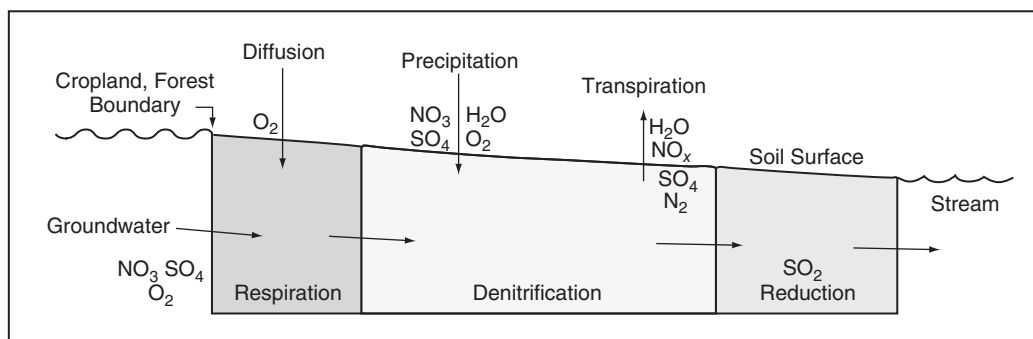 Diffusion
Precipitation
Transpiration
Cropland, Forest
Boundary
O₂
NO₃ H₂O
SO₄ O₂
H₂O
NOₓ
SO₄
N₂
Soil Surface
Stream
Groundwater
NO₃ SO₄
O₂
Respiration
Denitrification
SO₂
Reduction